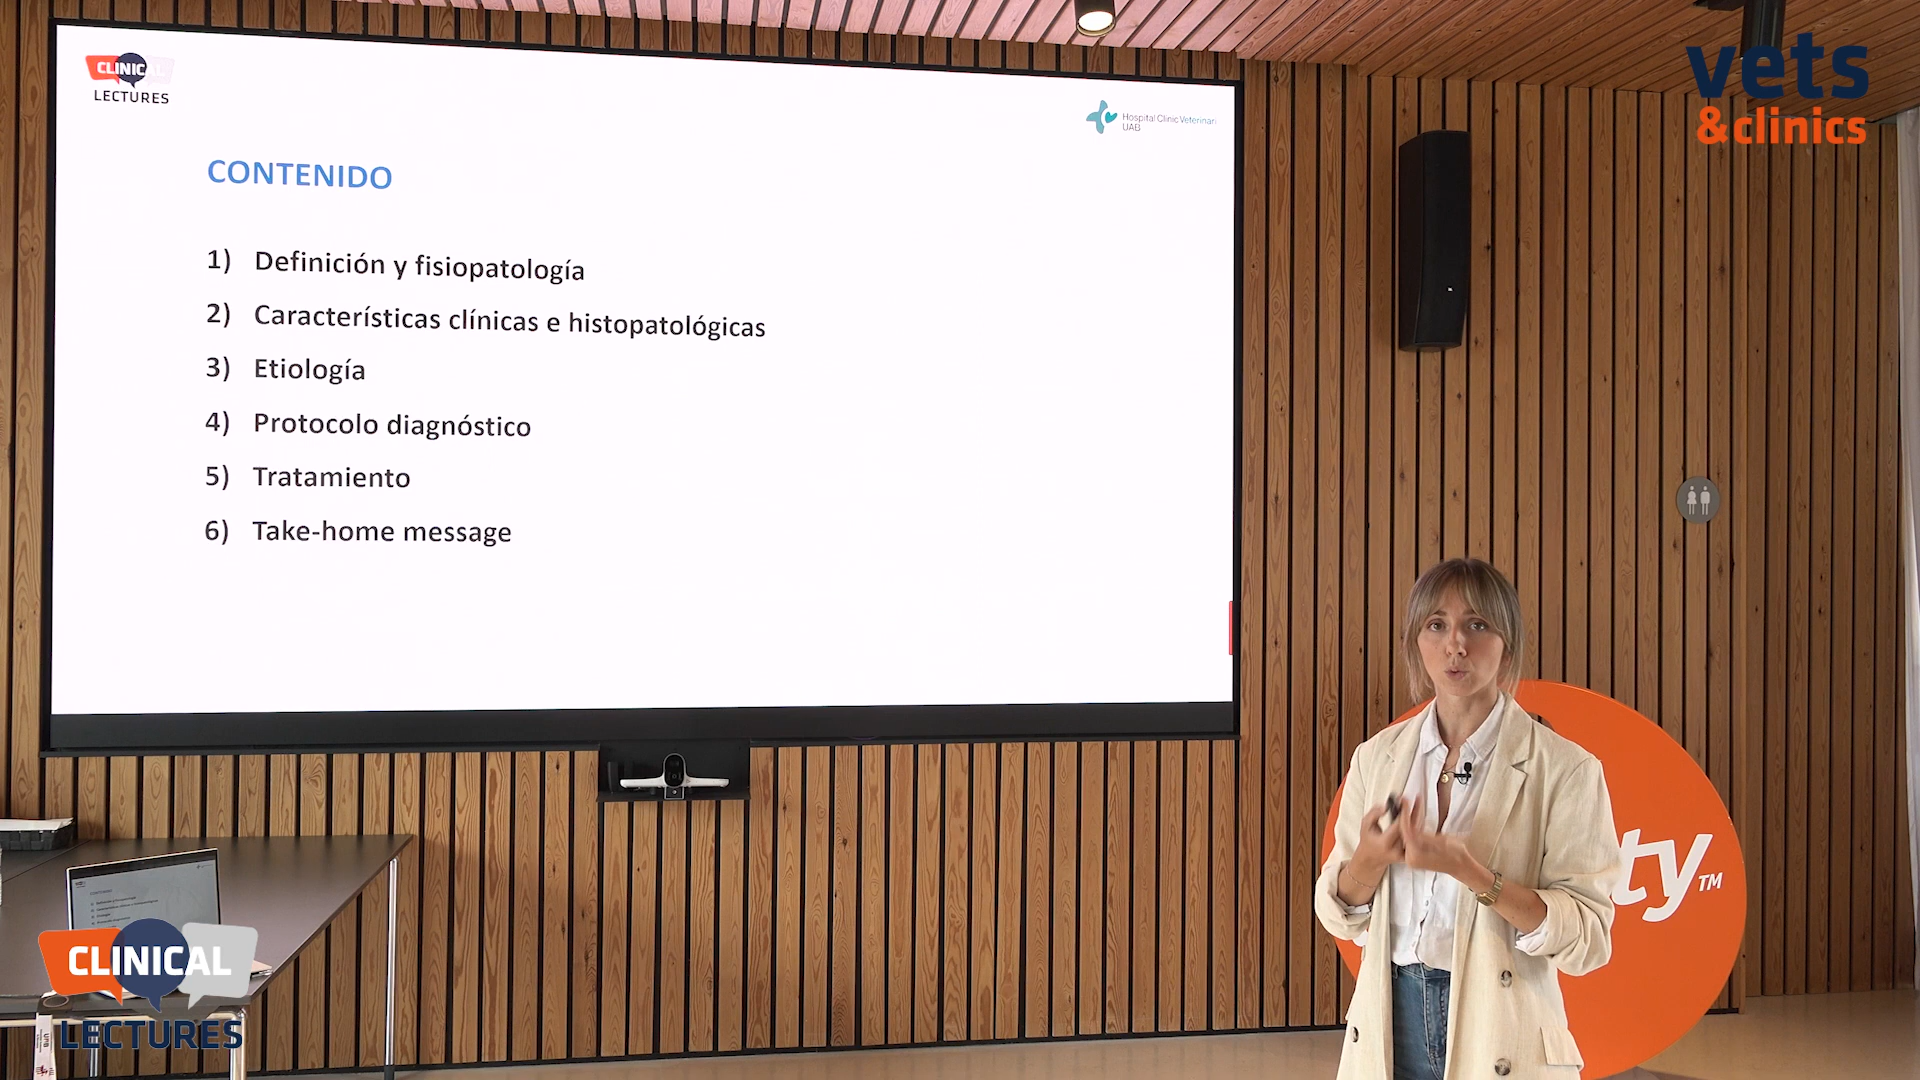 CLINICAL
LECTURES
Hospital Clínic Veterinari
UAB
vets
&clinics
CONTENIDO
1) Definición y fisiopatología
2) Características clínicas e histopatológicas
3) Etiología
4) Protocolo diagnóstico
5) Tratamiento
6) Take-home message
ty™
CLINICAL
LECTURES